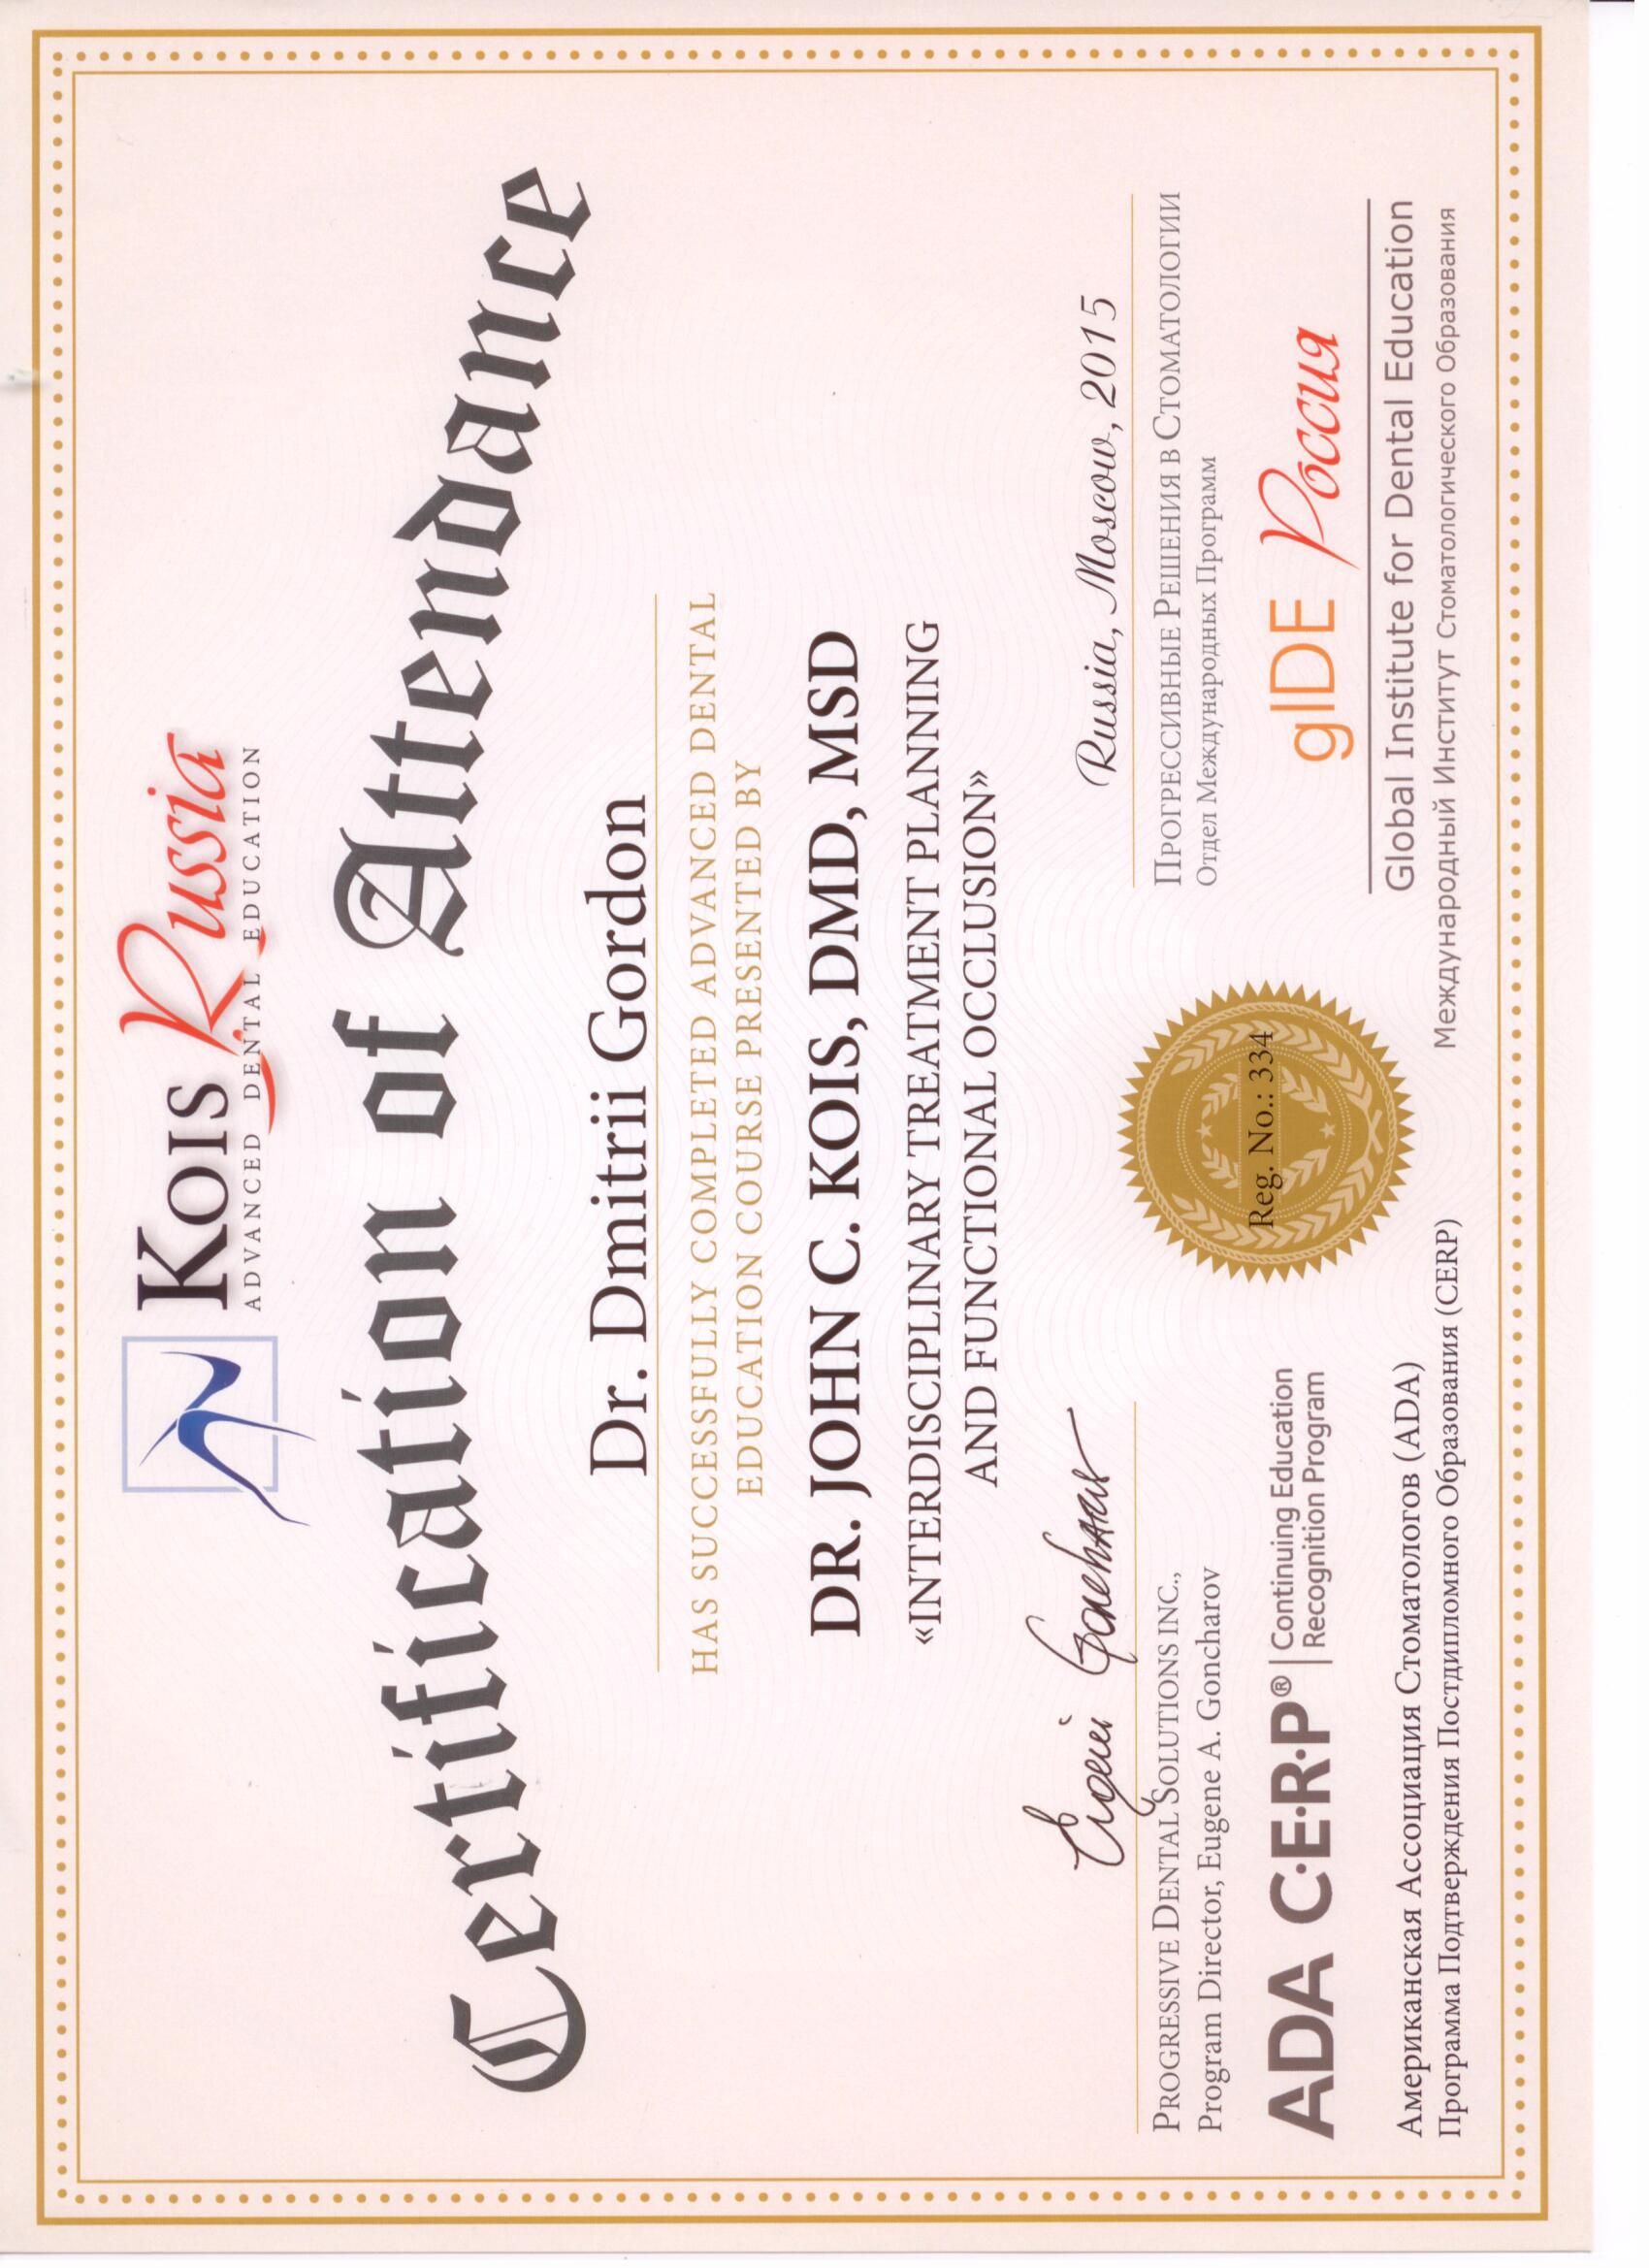 Kois Russia
ADVANCED DENTAL EDUCATION
Certification of Attendance
Dr. Dmitrii Gordon
HAS SUCCESSFULLY COMPLETED ADVANCED DENTAL
EDUCATION COURSE PRESENTED BY
DR. JOHN C. KOIS, DMD, MSD
«INTERDISCIPLINARY TREATMENT PLANNING
AND FUNCTIONAL OCCLUSION»
Eugene Goncharov
PROGRESSIVE DENTAL SOLUTIONS INC.,
Program Director, Eugene A. Goncharov
ADA C·E·R·P® | Continuing Education
Recognition Program
Американская Ассоциация Стоматологов (ADA)
Программа Подтверждения Постдипломного Образования (CERP)
Reg. No.: 334
Russia, Moscow, 2015
ПРОГРЕССИВНЫЕ РЕШЕНИЯ В СТОМАТОЛОГИИ
Отдел Международных Программ
gIDE Россия
Global Institute for Dental Education
Международный Институт Стоматологического Образования